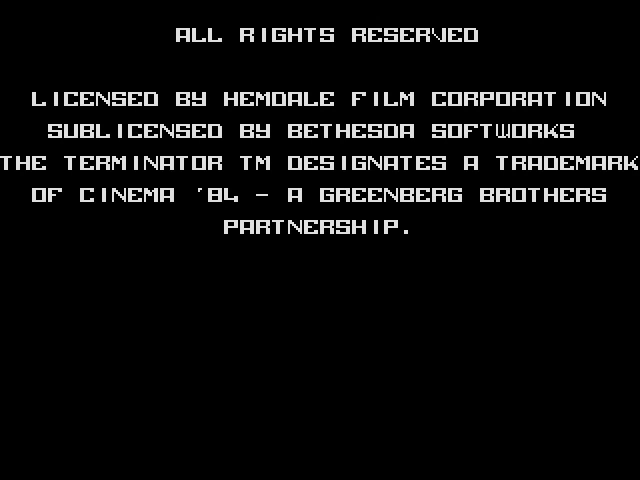 ALL RIGHTS RESERVED
LICENSED BY HEMDALE FILM CORPORATION
SUBLICENSED BY BETHESDA SOFTWORKS
THE TERMINATOR TM DESIGNATES A TRADEMARK
OF CINEMA '84 - A GREENBERG BROTHERS
PARTNERSHIP.